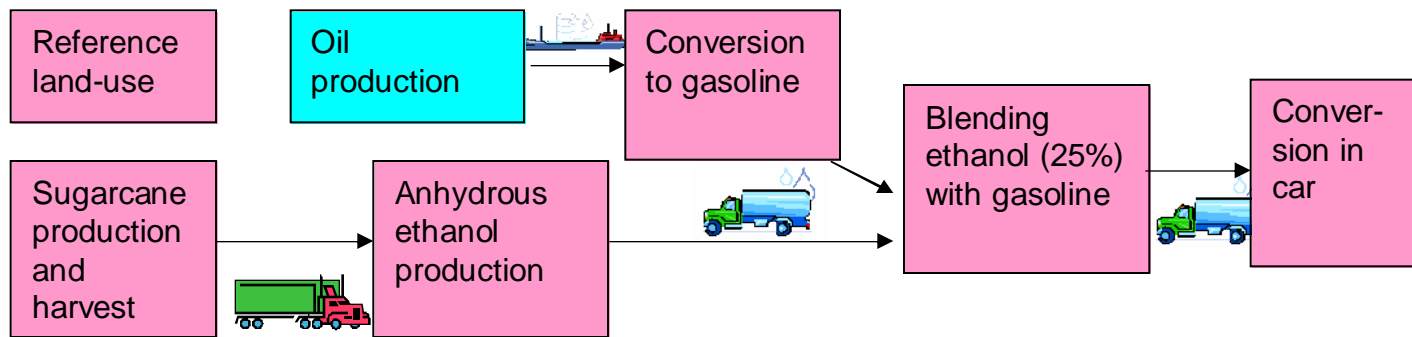 Reference
land-use
Oil
production
Conversion
to gasoline
Blending
ethanol (25%)
with gasoline
Conver-
sion in
car
Sugarcane
production
and
harvest
Anhydrous
ethanol
production